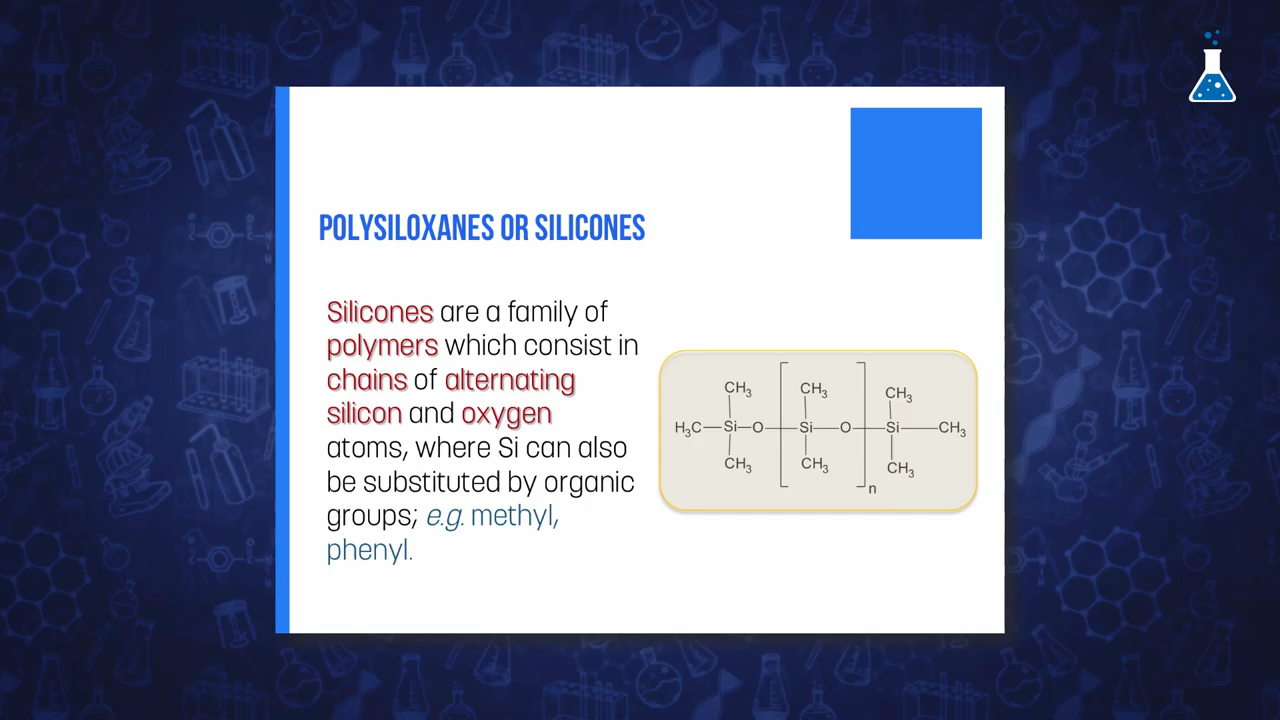 POLYSILOXANES OR SILICONES
Silicones are a family of
polymers which consist in
chains of alternating
silicon and oxygen
atoms, where Si can also
be substituted by organic
groups; e.g. methyl,
phenyl.
CH₃ CH₃ CH₃
H₃C—Si—O—[Si—O]—Si—CH₃
CH₃ CH₃ CH₃
n